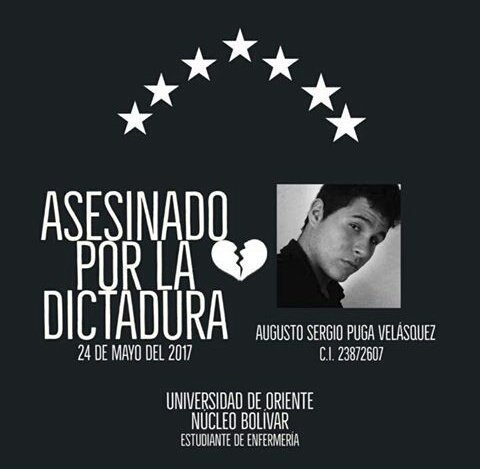 ASESINADO
POR LA
DICTADURA
24 DE MAYO DEL 2017
AUGUSTO SERGIO PUGA VELÁSQUEZ
C.I. 23872607
UNIVERSIDAD DE ORIENTE
NÚCLEO BOLÍVAR
ESTUDIANTE DE ENFERMERÍA